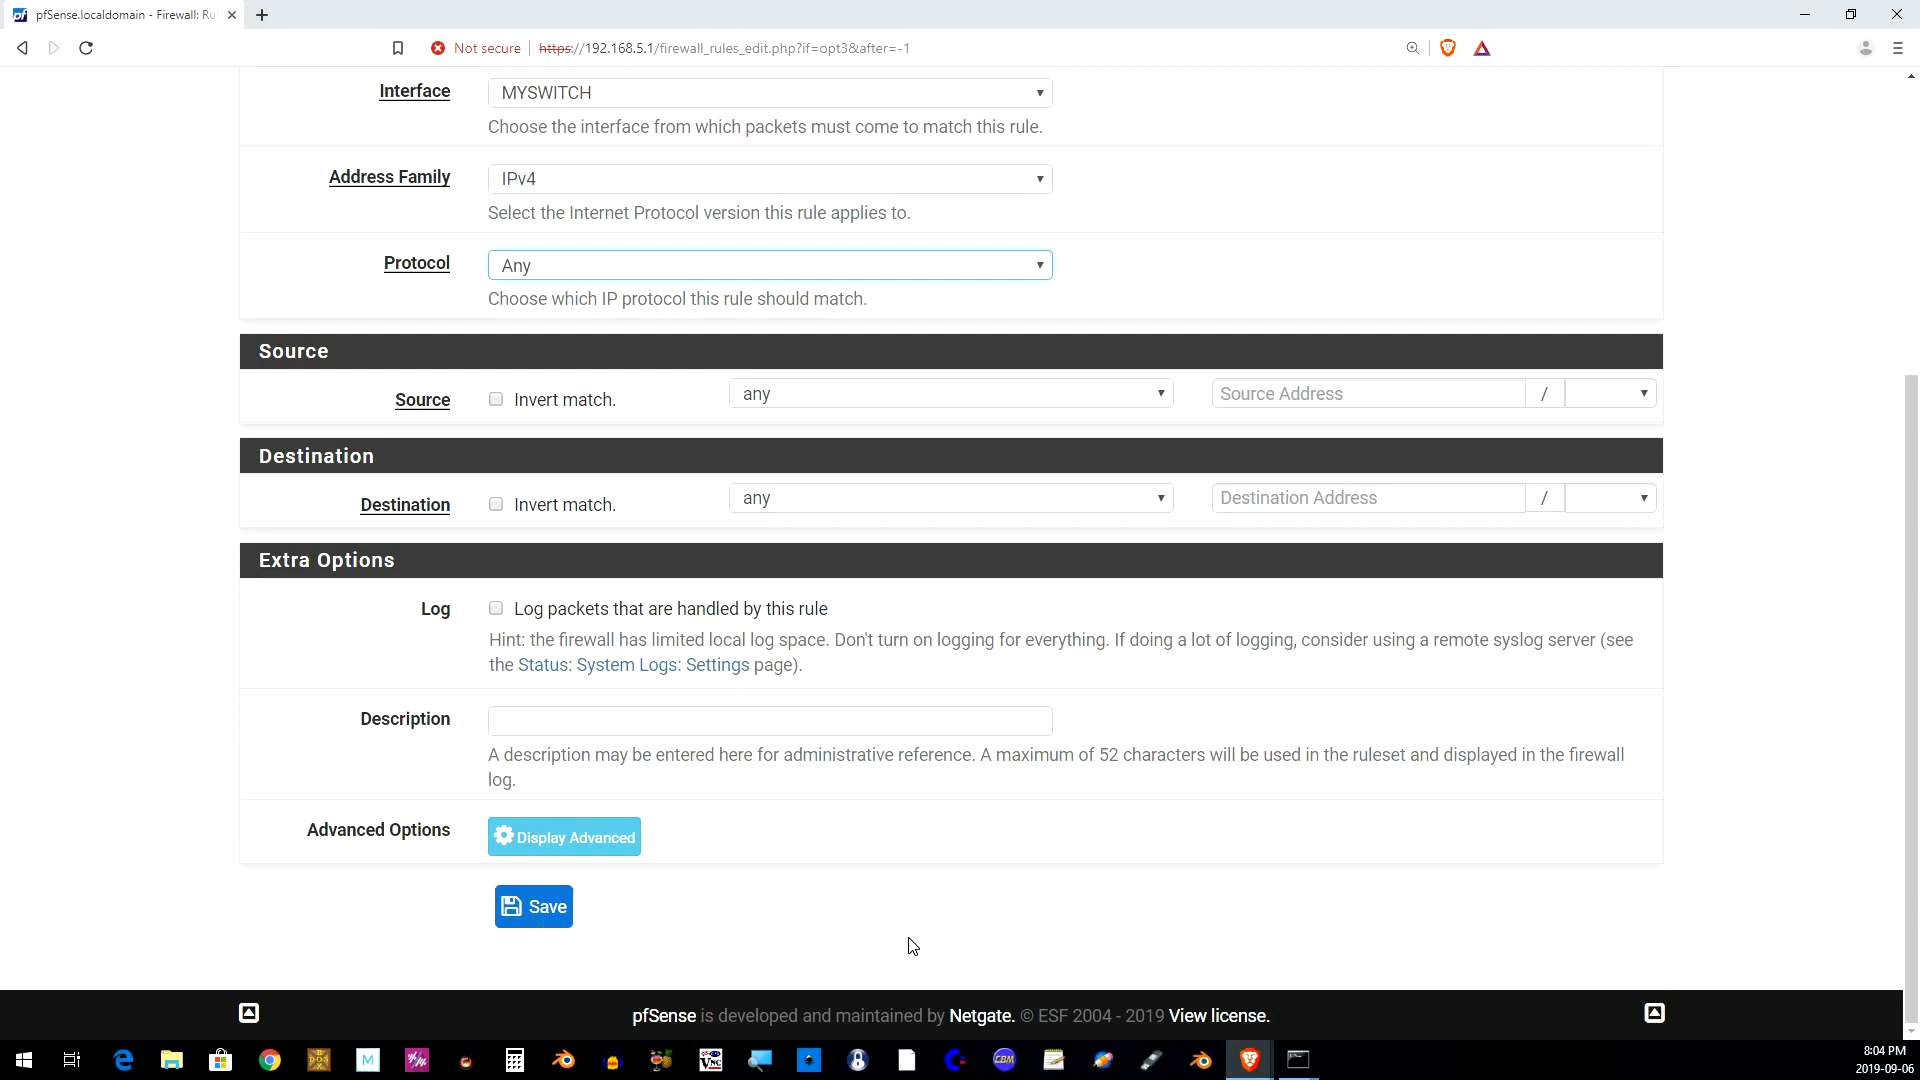 pfSense.localdomain - Firewall: Ru
Not secure
https://192.168.5.1/firewall_rules_edit.php?if=opt3&after=-1
Interface
MYSWITCH
Choose the interface from which packets must come to match this rule.
Address Family
IPv4
Select the Internet Protocol version this rule applies to.
Protocol
Any
Choose which IP protocol this rule should match.
Source
Source
Invert match.
any
Source Address
/
Destination
Destination
Invert match.
any
Destination Address
/
Extra Options
Log
Log packets that are handled by this rule
Hint: the firewall has limited local log space. Don't turn on logging for everything. If doing a lot of logging, consider using a remote syslog server (see
the Status: System Logs: Settings page).
Description
A description may be entered here for administrative reference. A maximum of 52 characters will be used in the ruleset and displayed in the firewall
log.
Advanced Options
Display Advanced
Save
pfSense is developed and maintained by Netgate. © ESF 2004 - 2019 View license.
8:04 PM
2019-09-06